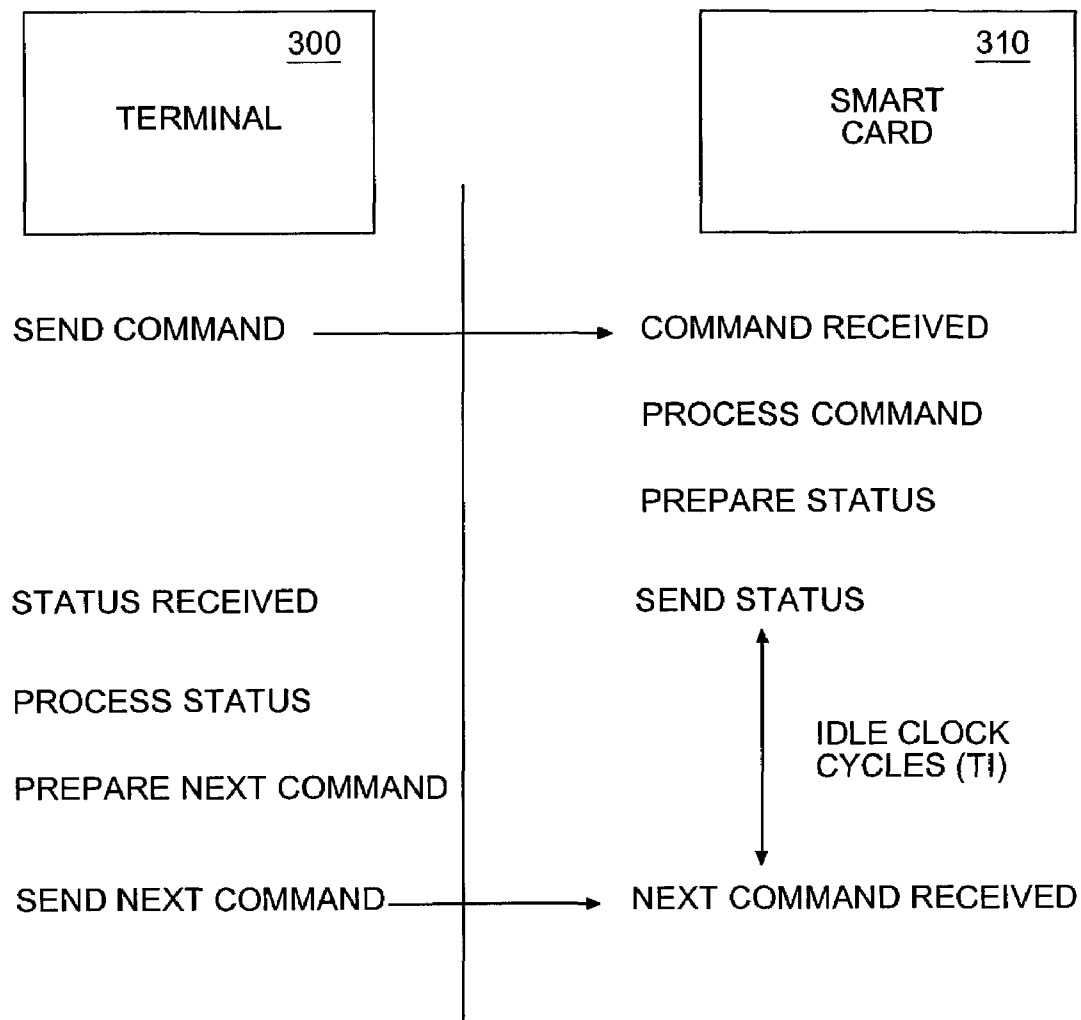 300
TERMINAL
310
SMART
CARD
SEND COMMAND
COMMAND RECEIVED
PROCESS COMMAND
PREPARE STATUS
STATUS RECEIVED
SEND STATUS
PROCESS STATUS
IDLE CLOCK
CYCLES (TI)
PREPARE NEXT COMMAND
SEND NEXT COMMAND
NEXT COMMAND RECEIVED